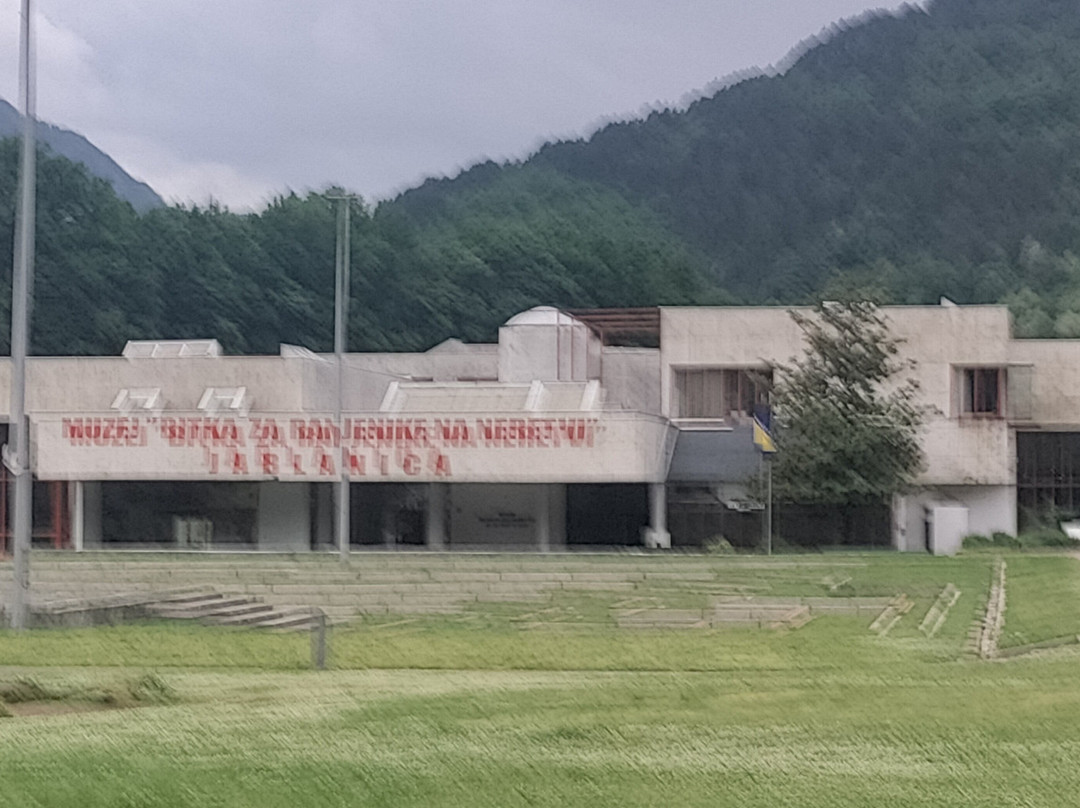 MUZEJ "BITKA ZA RANJENIKE NA NERETVI"
JABLANICA